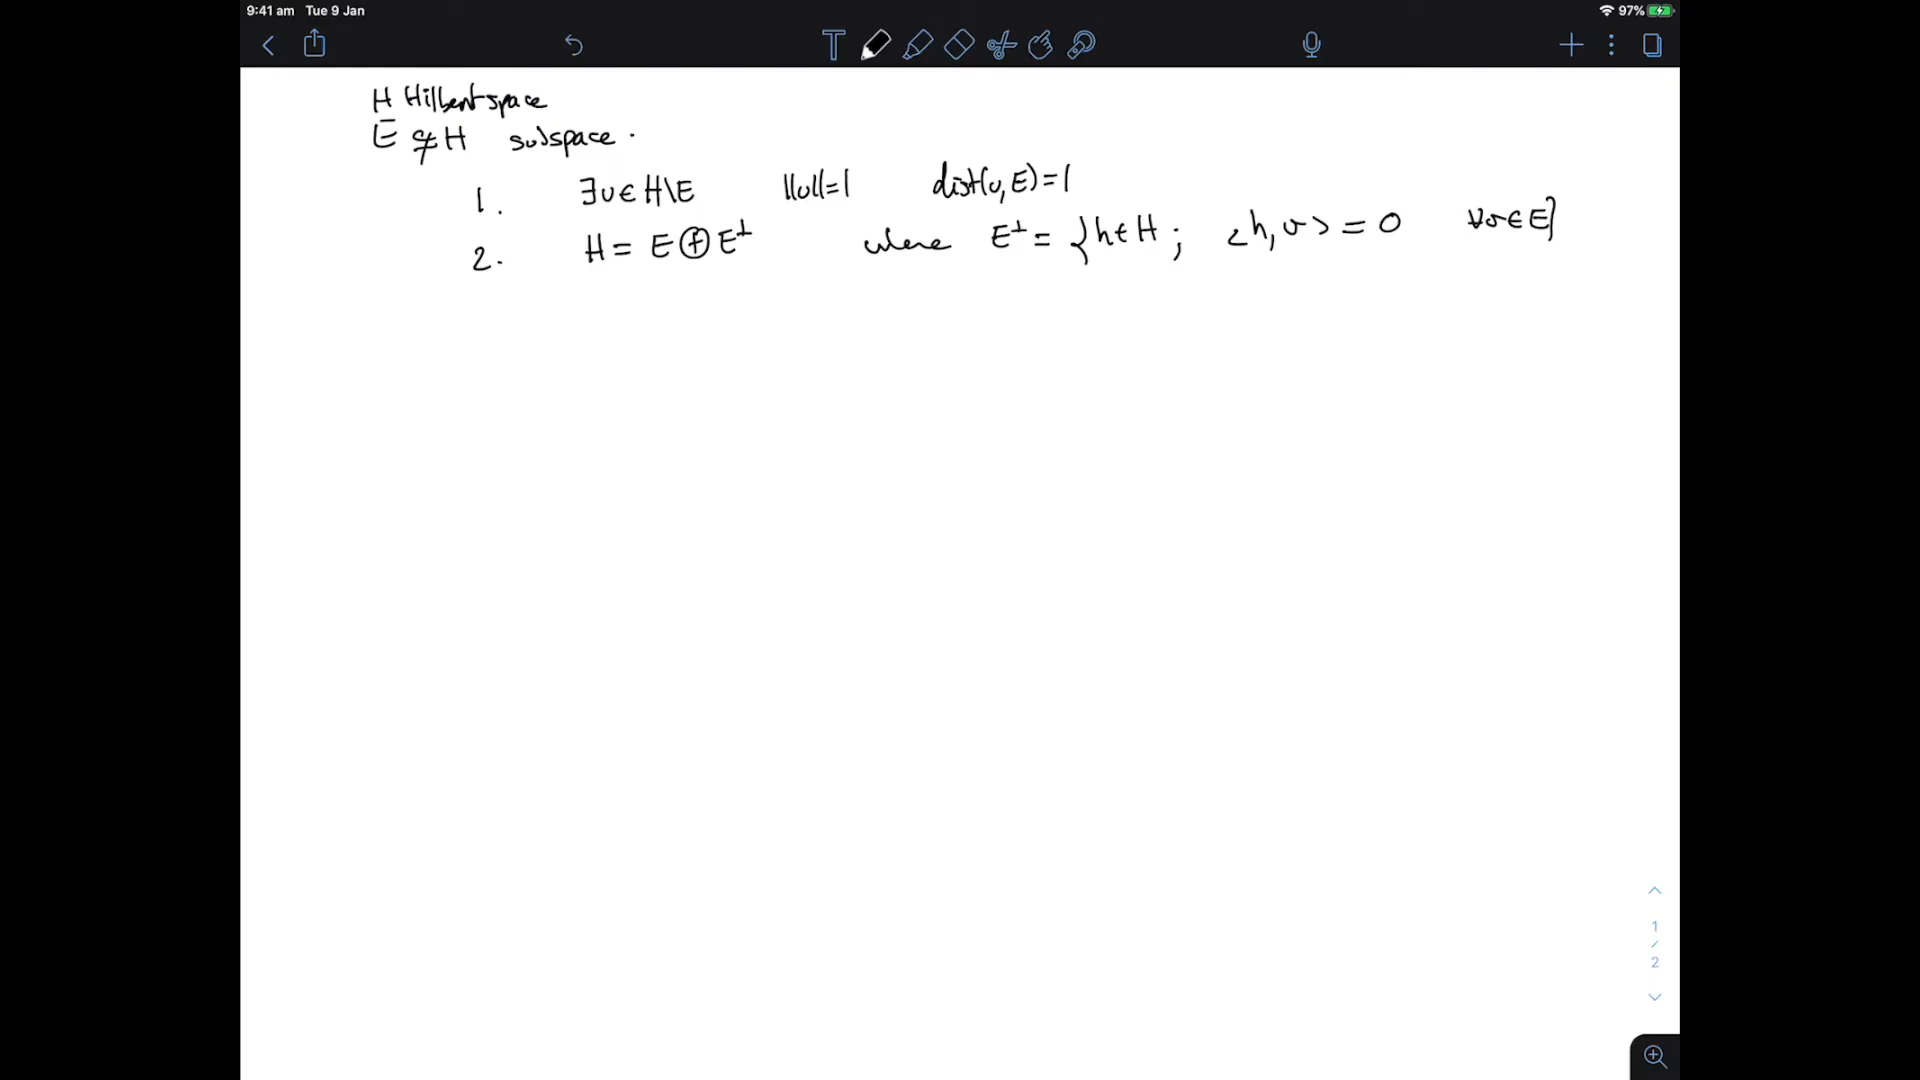 9:41 am Tue 9 Jan 97%
T
H Hilbert space
E ⊊ H subspace.
1. ∃u∈H\E ||u||=1 dist(u,E)=1
2. H = E ⊕ E⊥ where E⊥ = {h∈H ; <h,v> = 0 ∀v∈E}
1
/
2